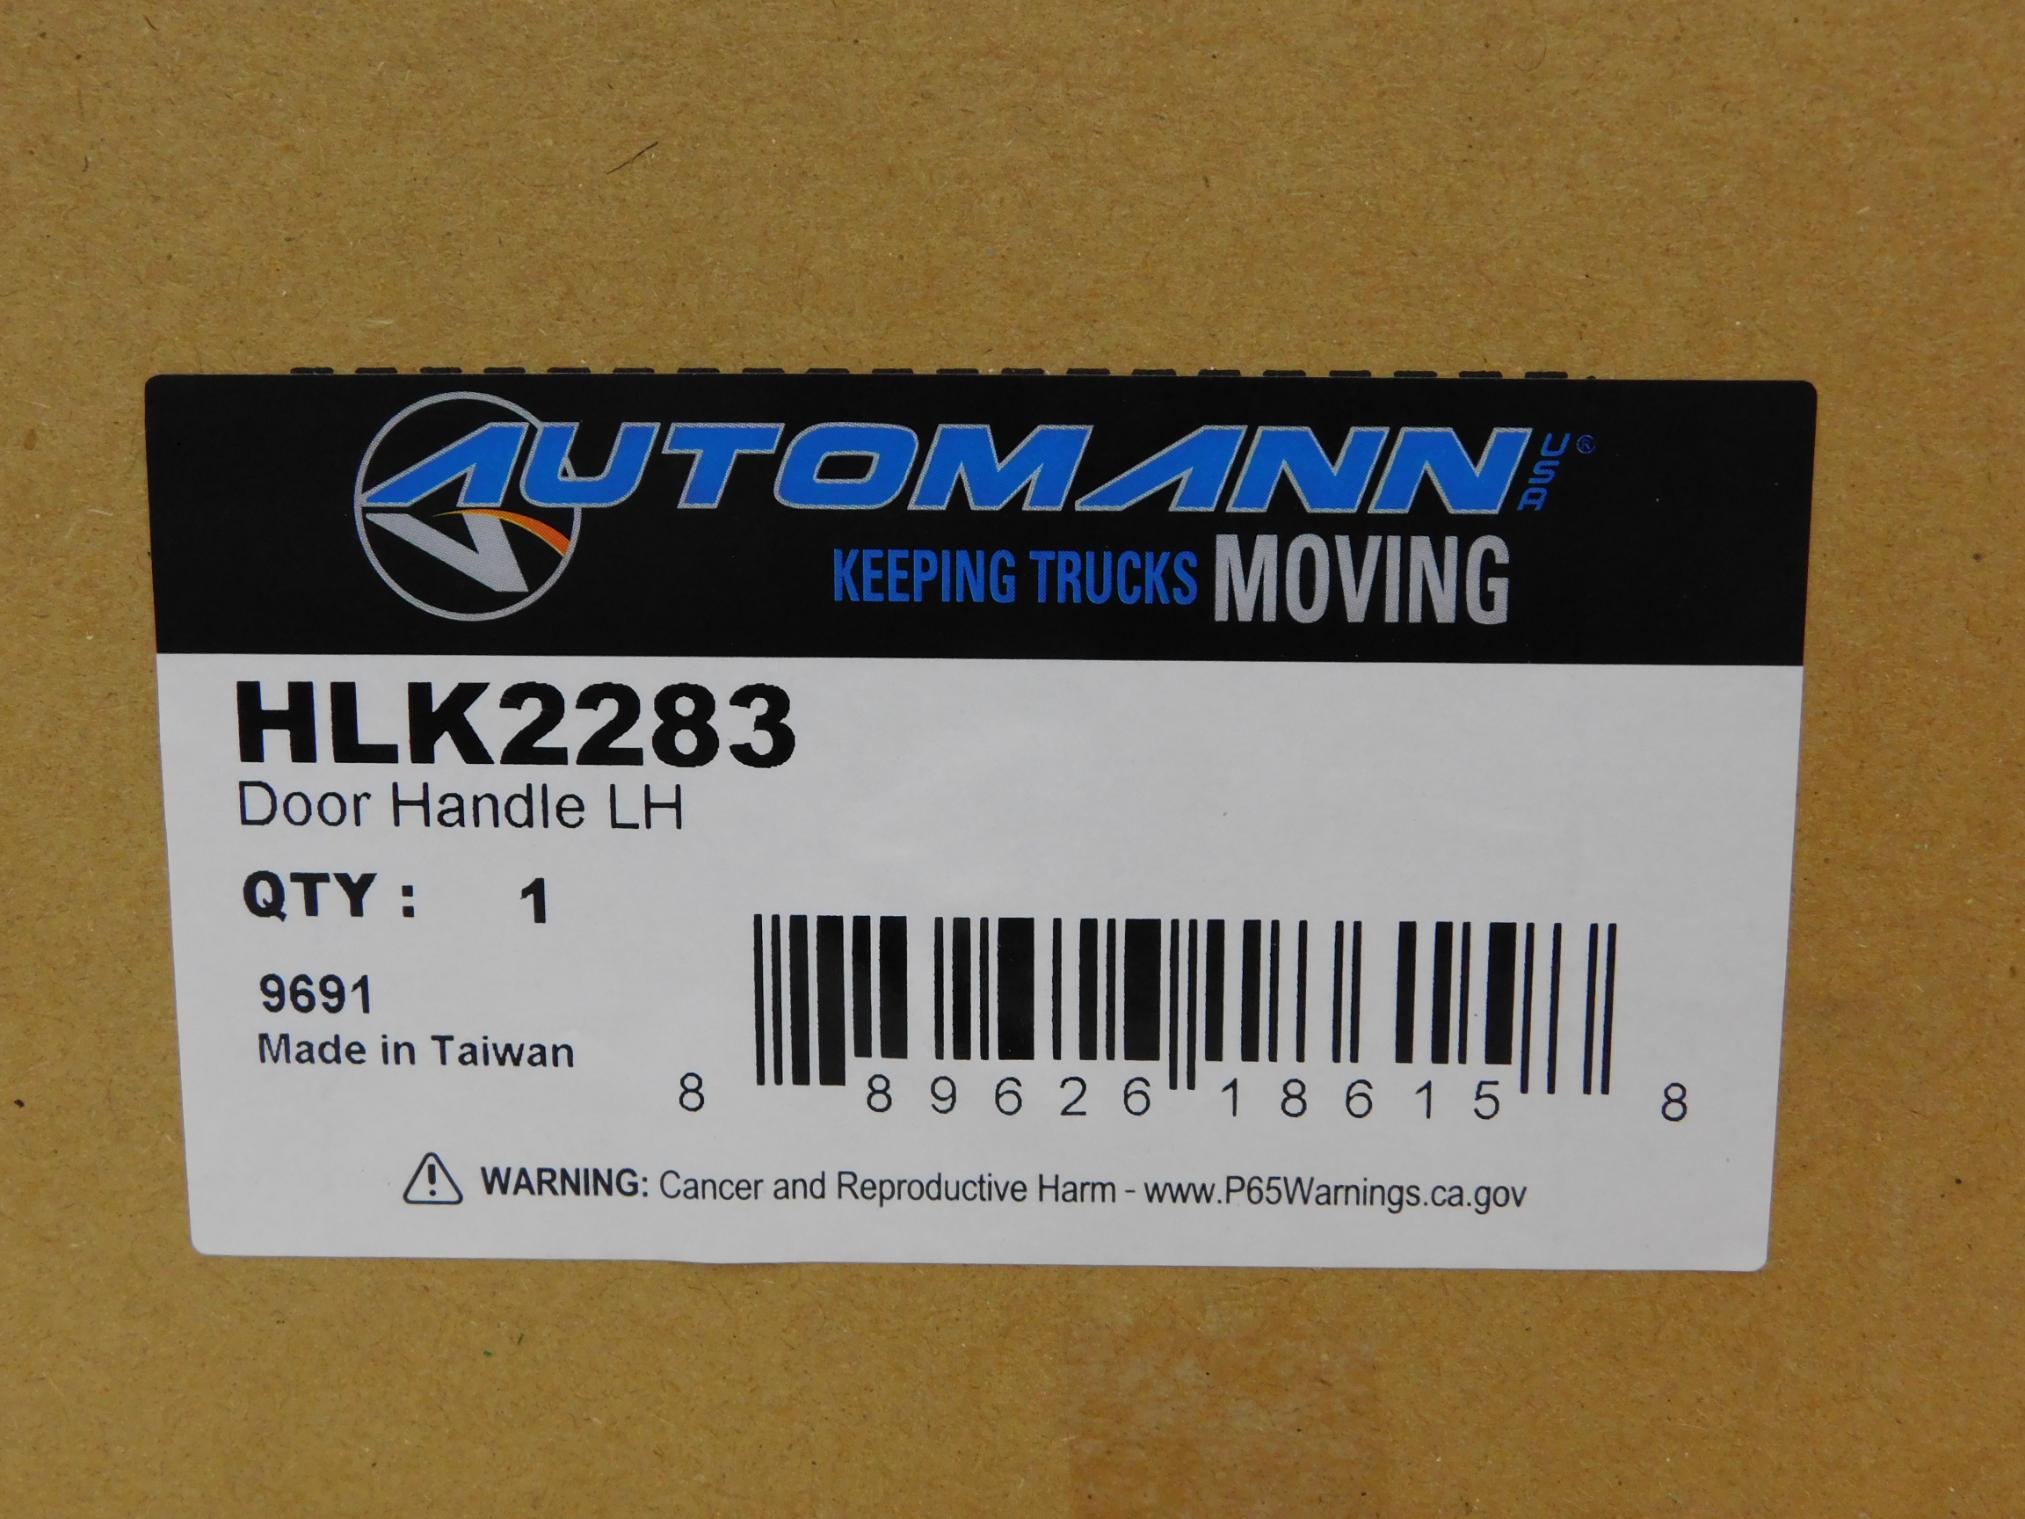 AUTOMANN USA®
KEEPING TRUCKS MOVING
HLK2283
Door Handle LH
QTY : 1
9691
Made in Taiwan
8 89626 18615 8
WARNING: Cancer and Reproductive Harm - www.P65Warnings.ca.gov